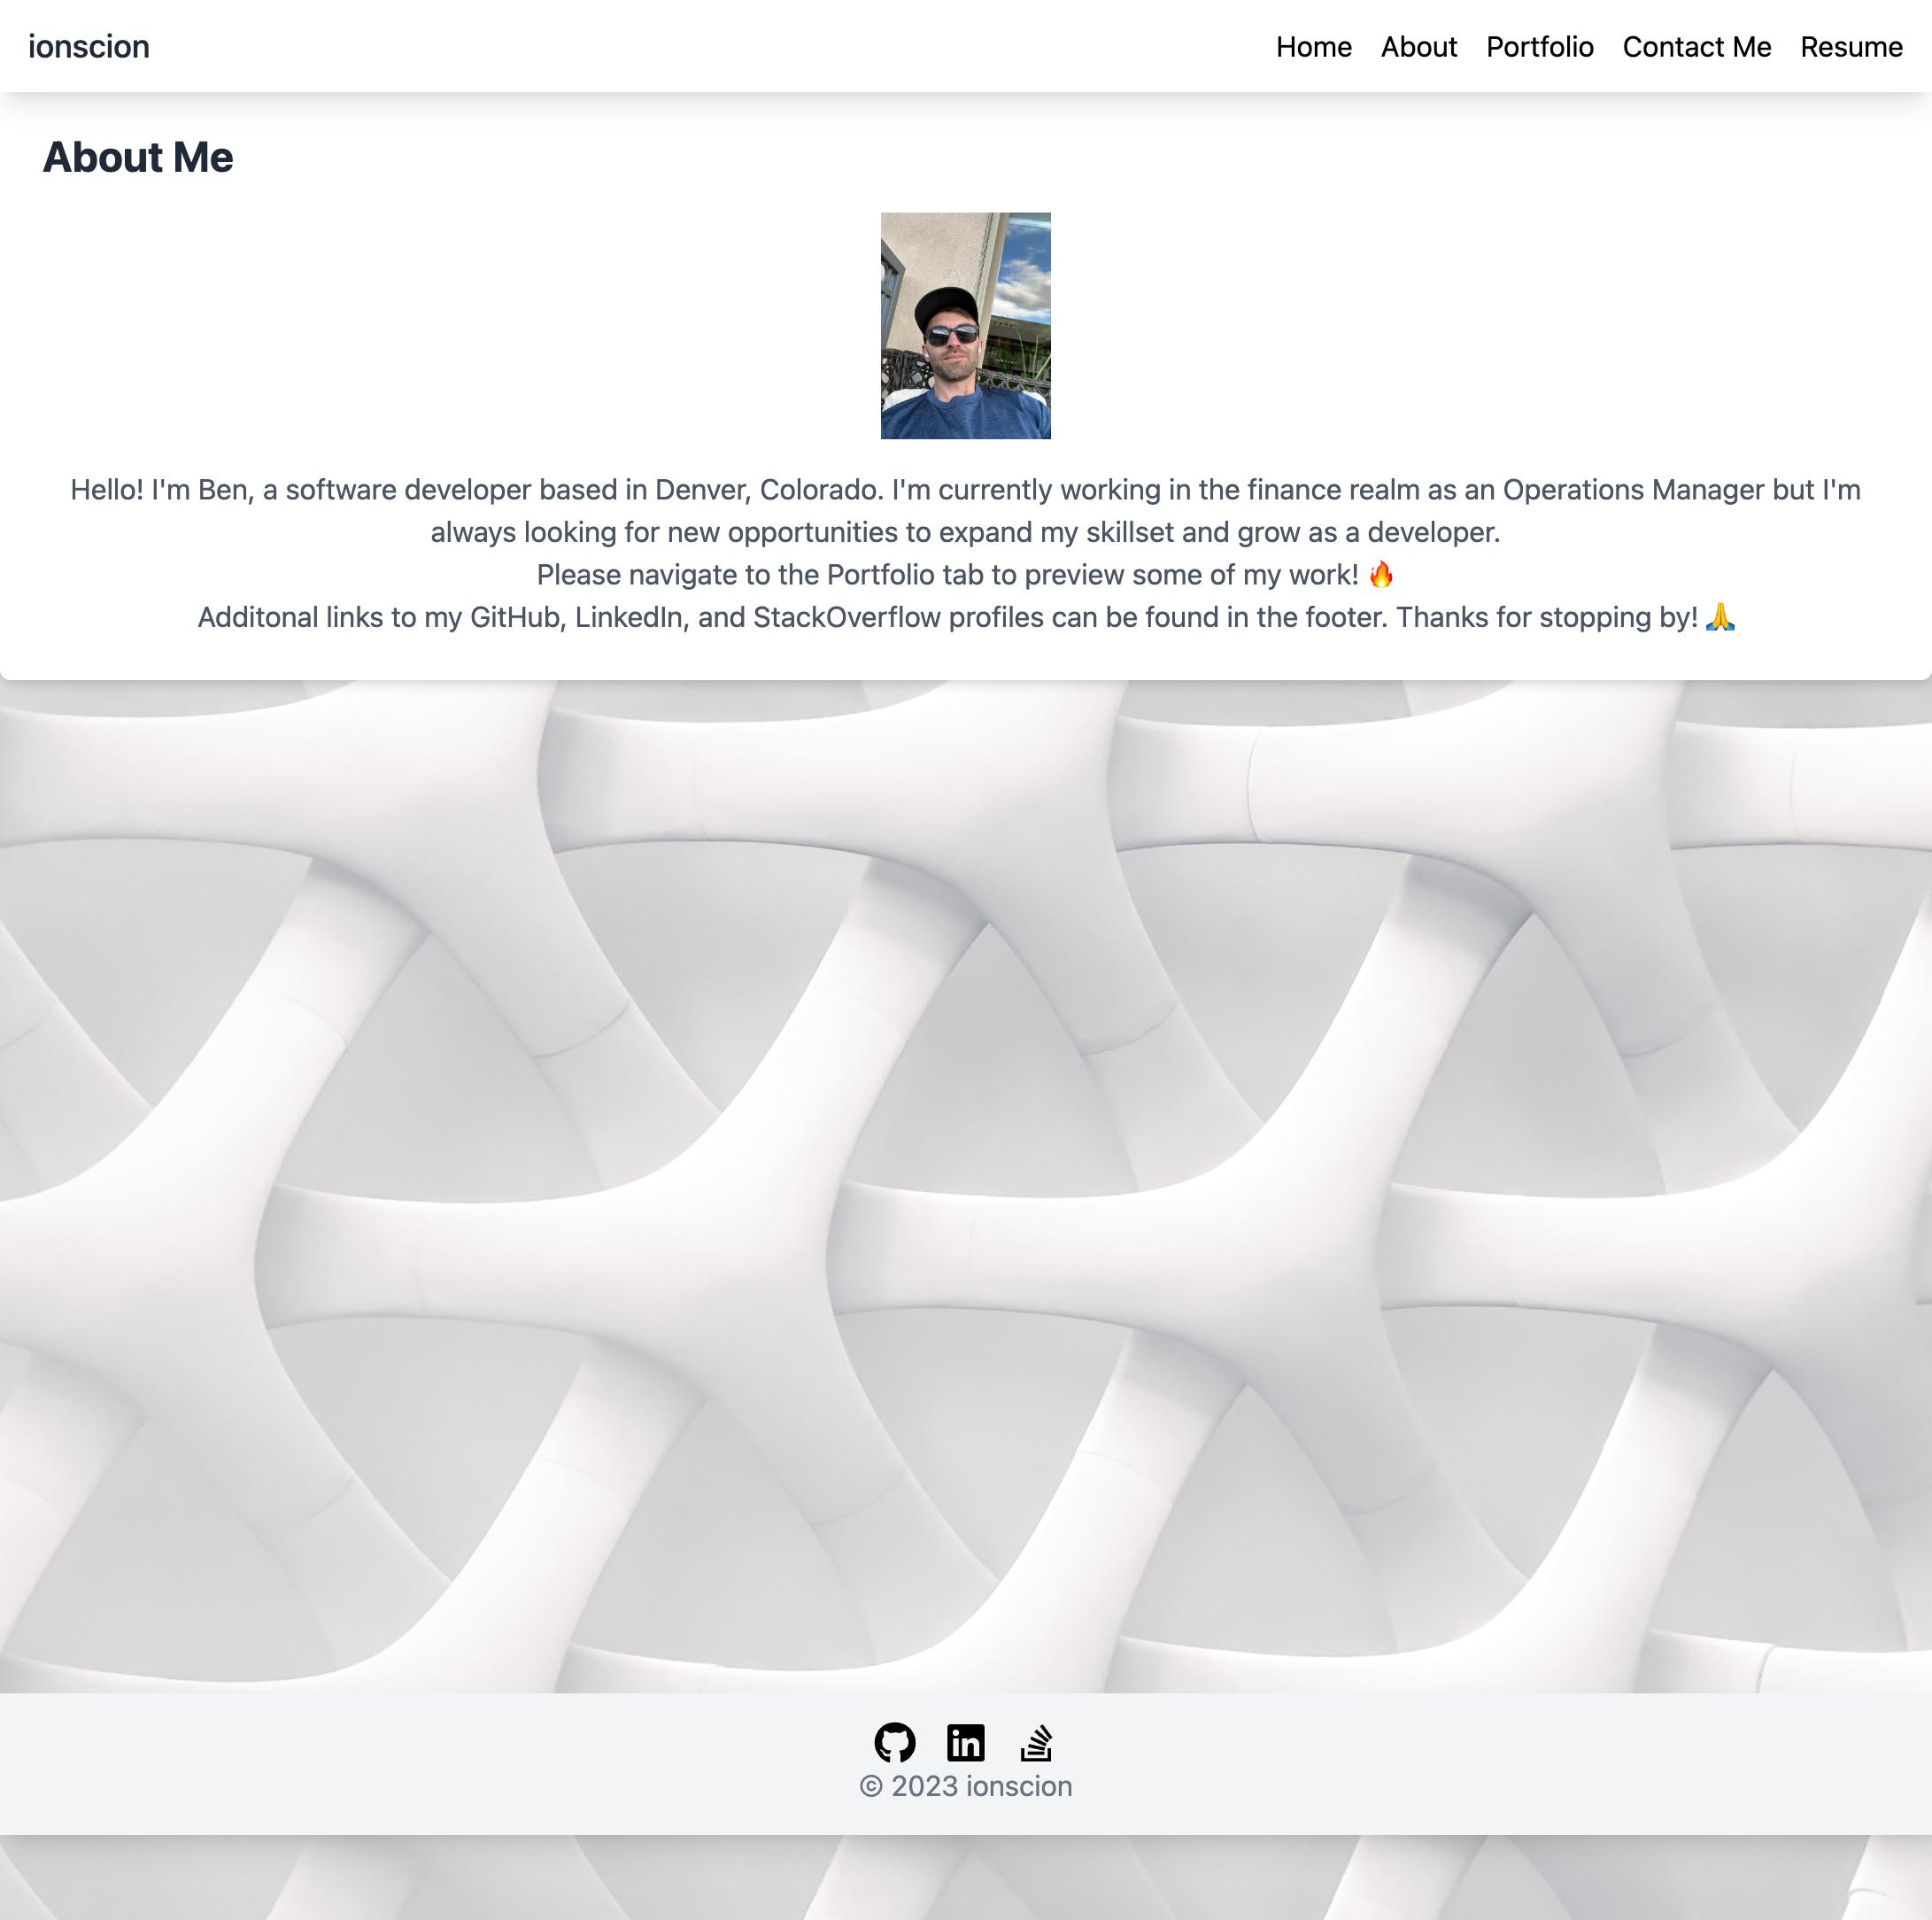 ionscion
Home About Portfolio Contact Me Resume
About Me
Hello! I'm Ben, a software developer based in Denver, Colorado. I'm currently working in the finance realm as an Operations Manager but I'm
always looking for new opportunities to expand my skillset and grow as a developer.
Please navigate to the Portfolio tab to preview some of my work! 🔥
Additonal links to my GitHub, LinkedIn, and StackOverflow profiles can be found in the footer. Thanks for stopping by! 🙏
in
© 2023 ionscion